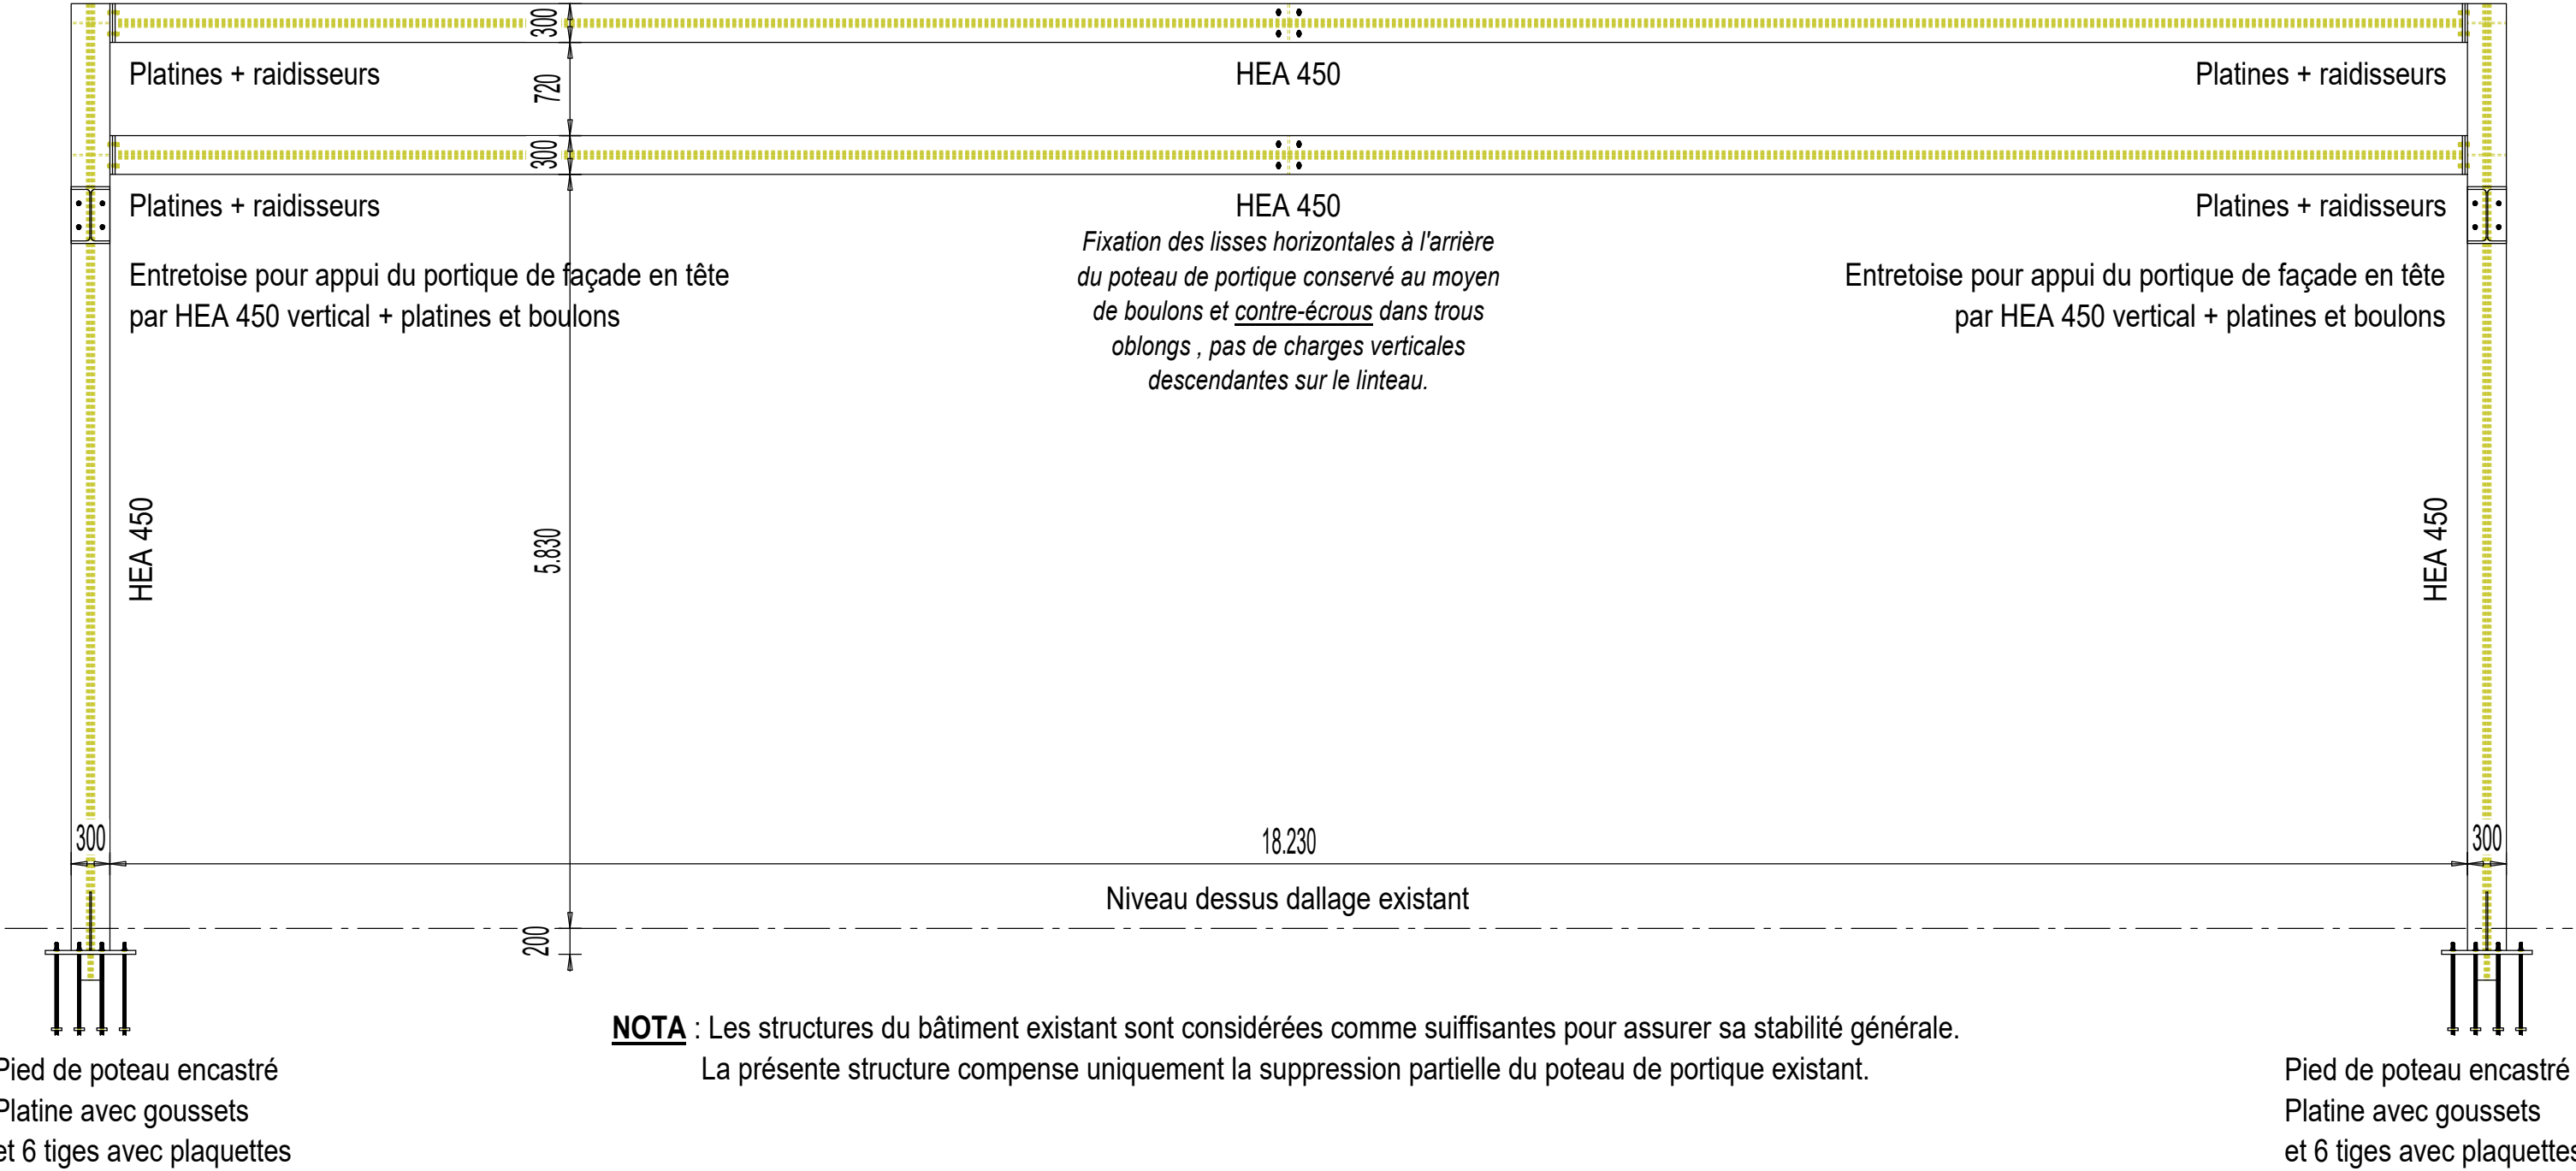 300
Platines + raidisseurs
HEA 450
Platines + raidisseurs
720
300
Platines + raidisseurs
HEA 450
Platines + raidisseurs
Fixation des lisses horizontales à l'arrière
du poteau de portique conservé au moyen
de boulons et contre-écrous dans trous
oblongs , pas de charges verticales
descendantes sur le linteau.
Entretoise pour appui du portique de façade en tête
par HEA 450 vertical + platines et boulons
Entretoise pour appui du portique de façade en tête
par HEA 450 vertical + platines et boulons
HEA 450
5.830
HEA 450
300
18.230
300
Niveau dessus dallage existant
200
NOTA : Les structures du bâtiment existant sont considérées comme suiffisantes pour assurer sa stabilité générale.
La présente structure compense uniquement la suppression partielle du poteau de portique existant.
Pied de poteau encastré
Platine avec goussets
et 6 tiges avec plaquettes
Pied de poteau encastré
Platine avec goussets
et 6 tiges avec plaquettes